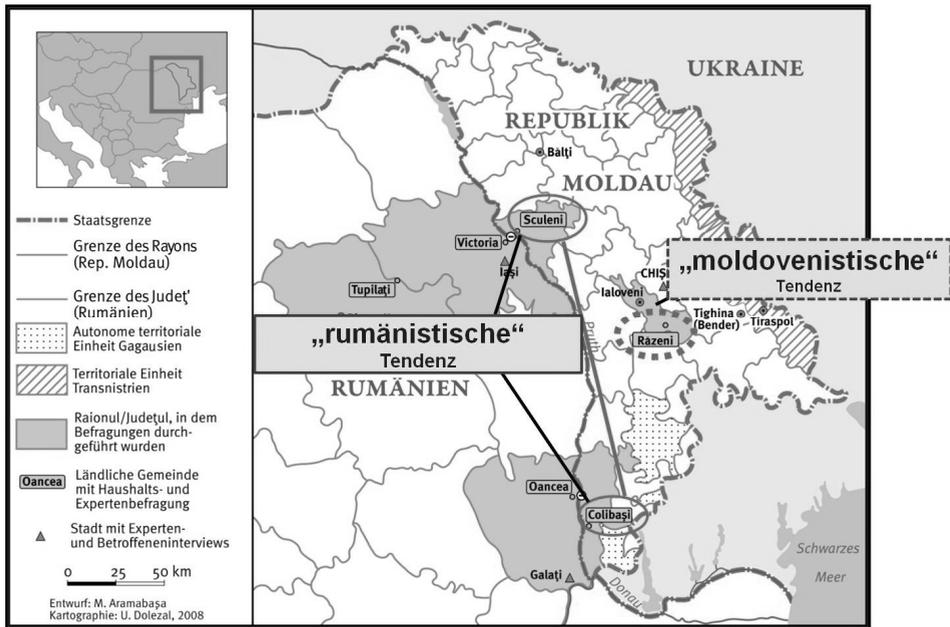 Staatsgrenze
Grenze des Rayons
(Rep. Moldau)
Grenze des Judeţ'
(Rumänien)
Autonome territoriale
Einheit Gagausien
Territoriale Einheit
Transnistrien
Raionul/Judeţul, in dem
Befragungen durch-
geführt wurden
Oancea
Ländliche Gemeinde
mit Haushalts- und
Expertenbefragung
Stadt mit Experten-
und Betroffeneninterviews
0 25 50 km
Entwurf: M. Aramabaşa
Kartographie: U. Dolezal, 2008
UKRAINE
REPUBLIK
Bălţi
MOLDAU
Sculeni
Victoria
Iaşi
Tupilaţi
„moldovenistische“
Tendenz
CHIŞ
Ialoveni
Tighina
(Bender)
Tiraspol
Răzeni
Pruth
„rumänistische“
Tendenz
RUMÄNIEN
Oancea
Colibaşi
Galaţi
Donau
Schwarzes
Meer